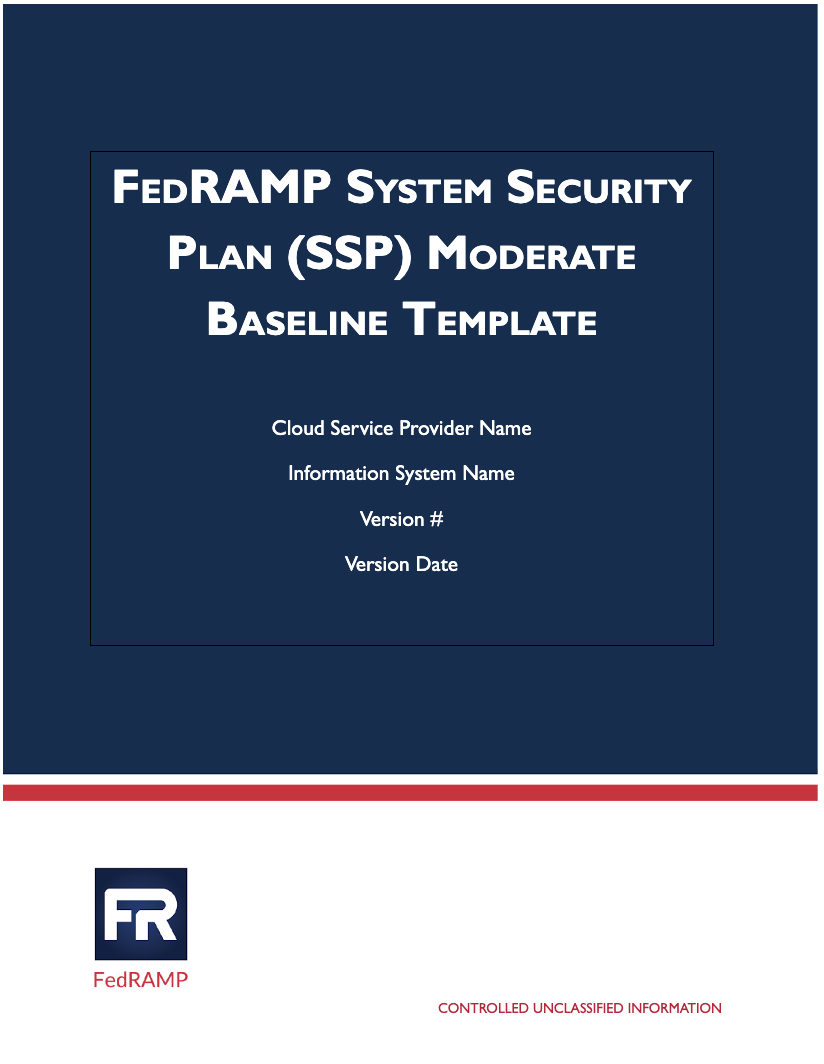 FedRAMP System Security
Plan (SSP) Moderate
Baseline Template
Cloud Service Provider Name
Information System Name
Version #
Version Date
FR
FedRAMP
CONTROLLED UNCLASSIFIED INFORMATION